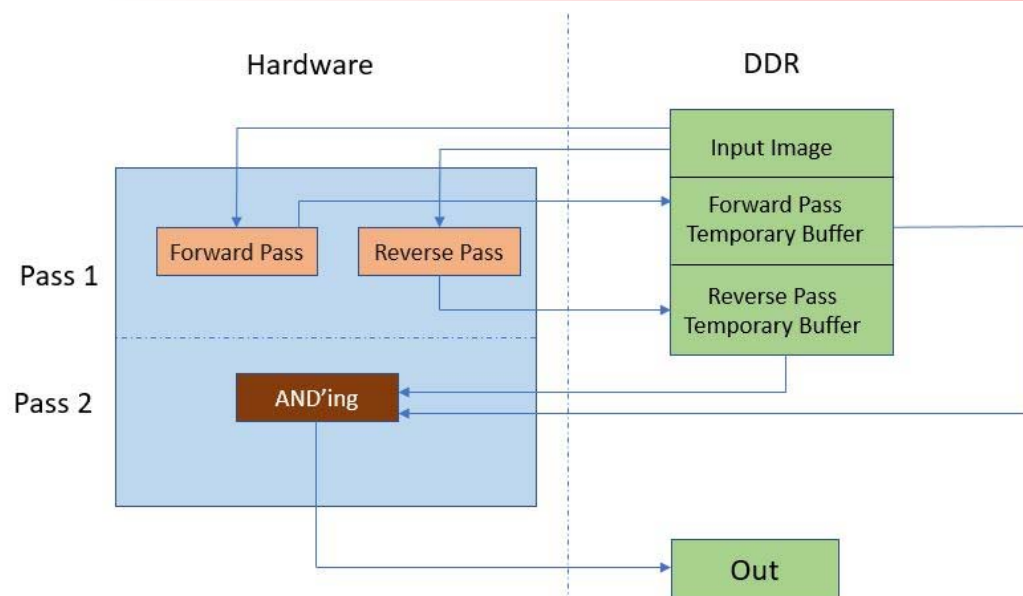 Hardware
DDR
Input Image
Forward Pass
Temporary Buffer
Reverse Pass
Temporary Buffer
Pass 1
Forward Pass
Reverse Pass
Pass 2
AND'ing
Out